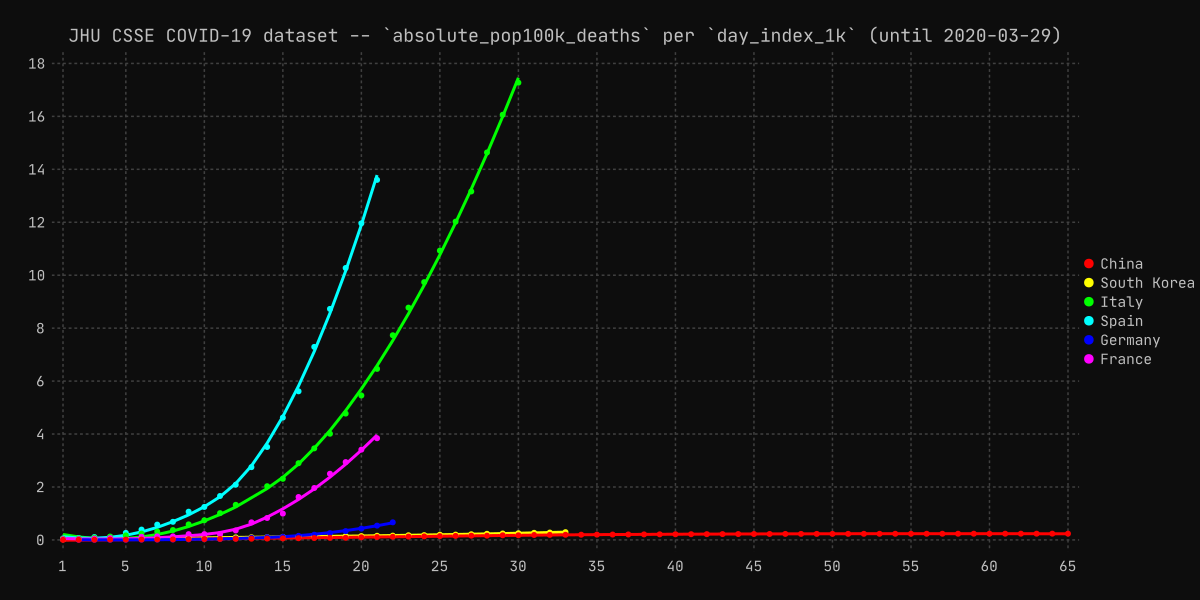 JHU CSSE COVID-19 dataset -- `absolute_pop100k_deaths` per `day_index_1k` (until 2020-03-29)
18
16
14
12
10
8
6
4
2
0
1 5 10 15 20 25 30 35 40 45 50 55 60 65
China
South Korea
Italy
Spain
Germany
France